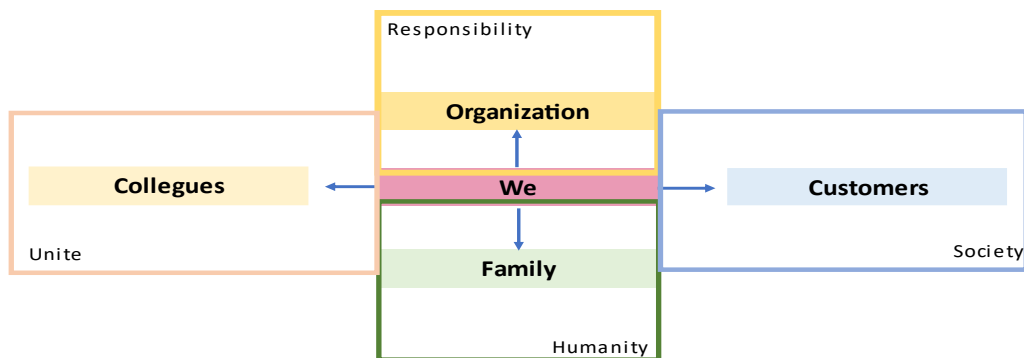 Responsibility
Organization
Collegues
We
Customers
Unite
Family
Society
Humanity